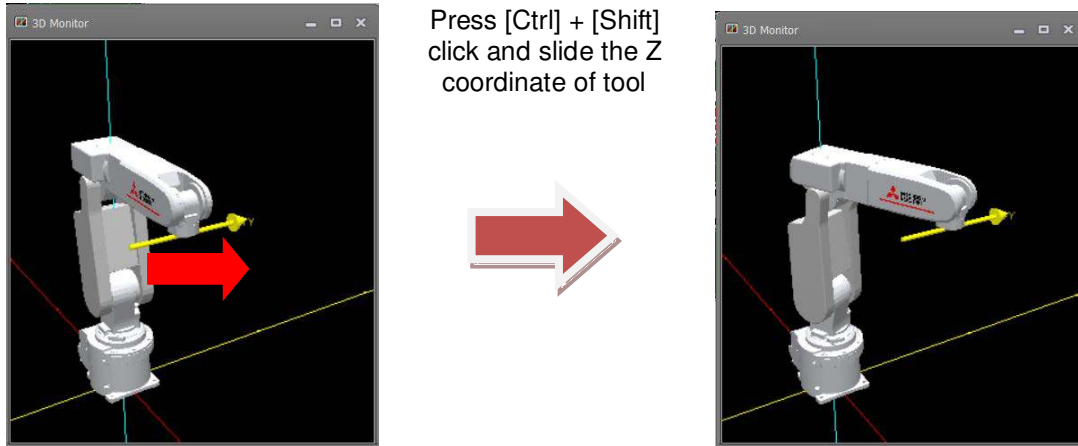 3D Monitor
Press [Ctrl] + [Shift]
click and slide the Z
coordinate of tool
3D Monitor
Y
Y